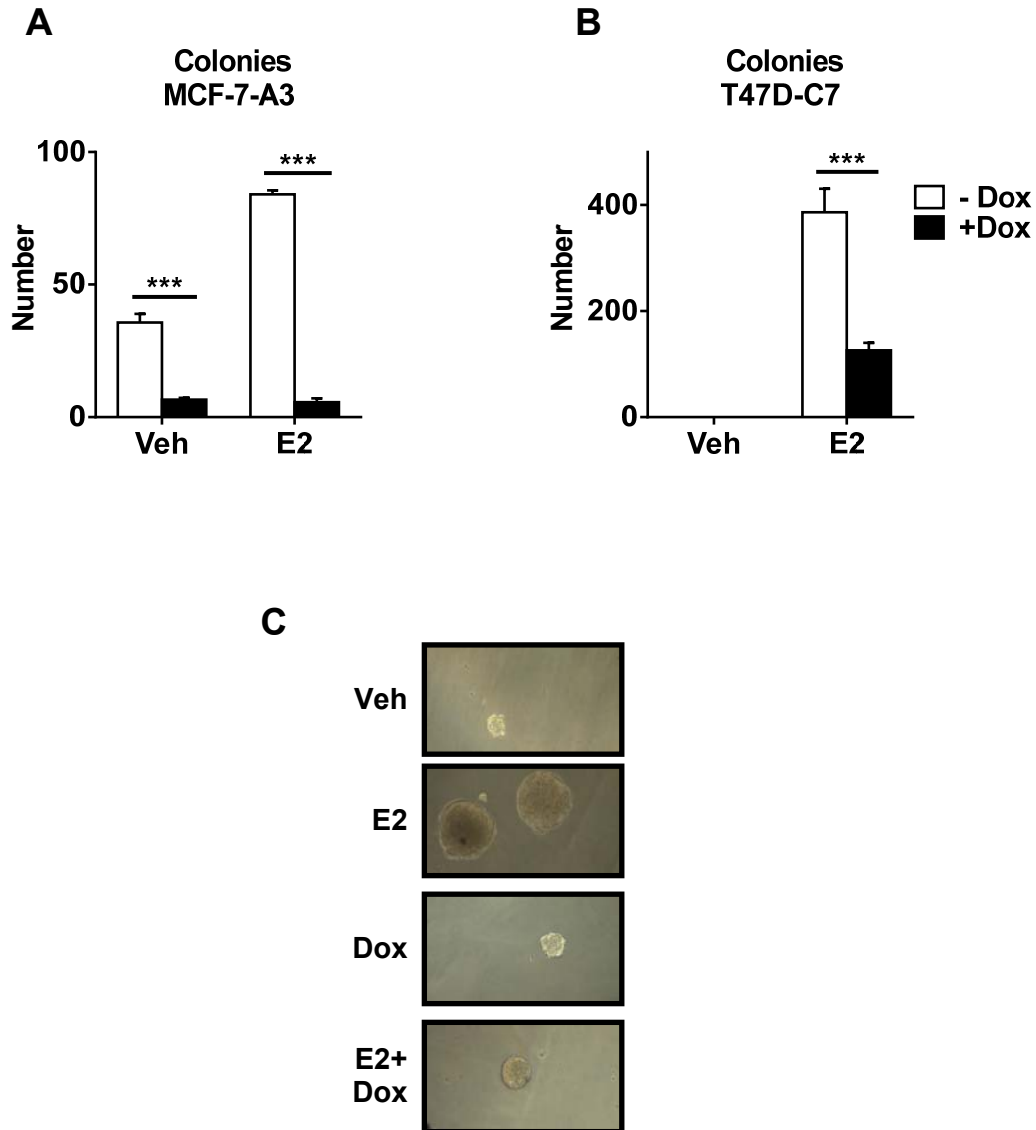 A
Colonies
MCF-7-A3
Number
100
50
0
***
***
Veh
E2
B
Colonies
T47D-C7
Number
400
200
0
***
Veh
E2
- Dox
+Dox
C
Veh
E2
Dox
E2+
Dox